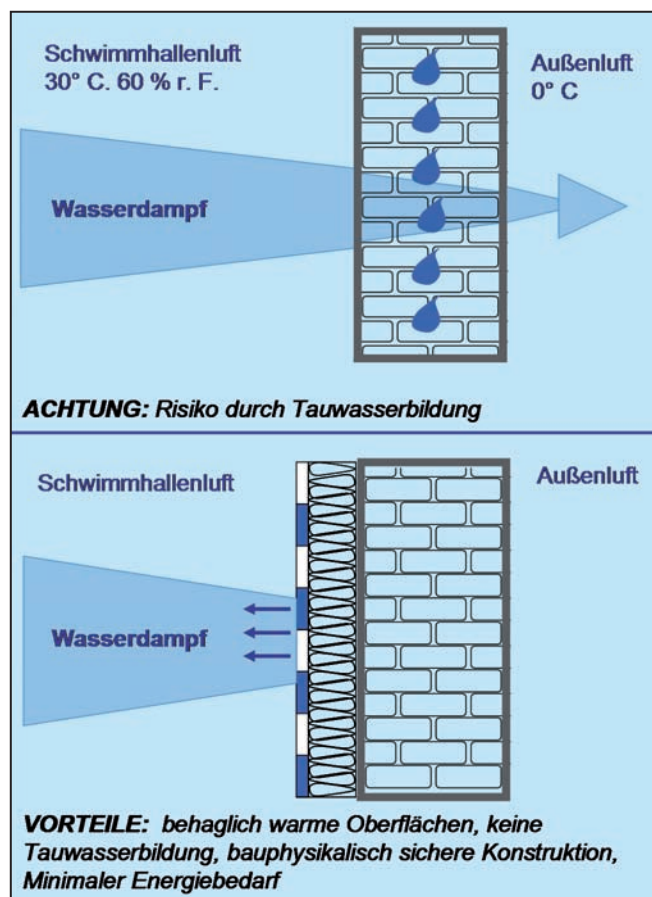 Schwimmhallenluft
30° C. 60 % r. F.
Außenluft
0° C
Wasserdampf
ACHTUNG: Risiko durch Tauwasserbildung
Schwimmhallenluft
Außenluft
Wasserdampf
VORTEILE: behaglich warme Oberflächen, keine
Tauwasserbildung, bauphysikalisch sichere Konstruktion,
Minimaler Energiebedarf